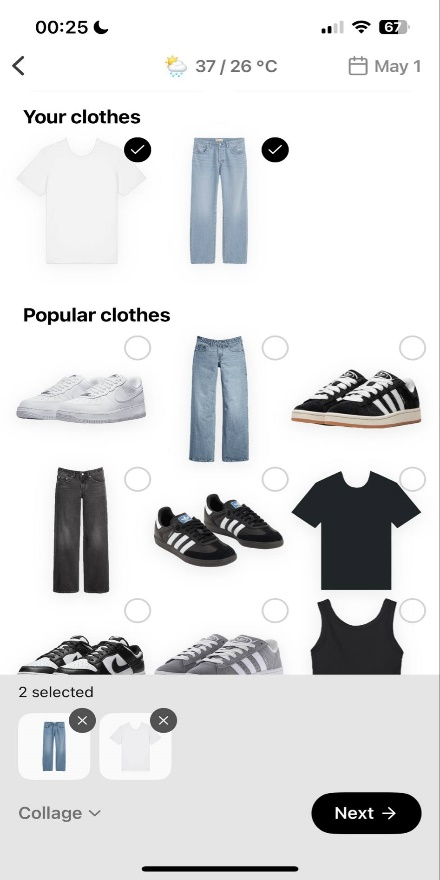 00:25
67
37 / 26 °C
May 1
Your clothes
Popular clothes
2 selected
Collage
Next